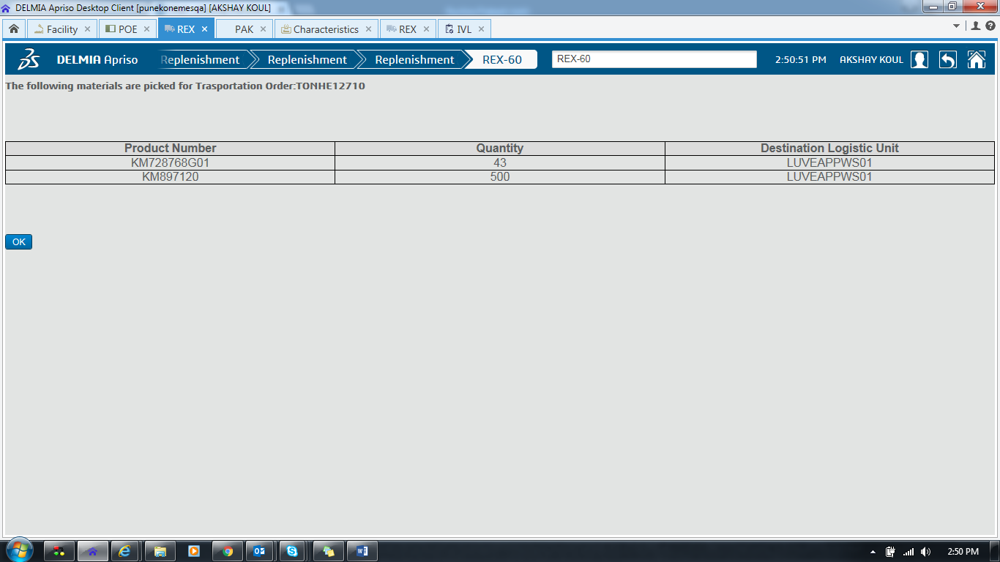 DELMIA Apriso Desktop Client [punekonemesqa] [AKSHAY KOUL]
Facility POE REX PAK Characteristics REX IVL
DELMIA Apriso Replenishment Replenishment Replenishment REX-60 REX-60 2:50:51 PM AKSHAY KOUL
The following materials are picked for Trasportation Order:TONHE12710
Product Number Quantity Destination Logistic Unit
KM728768G01 43 LUVEAPPWS01
KM897120 500 LUVEAPPWS01
OK
2:50 PM